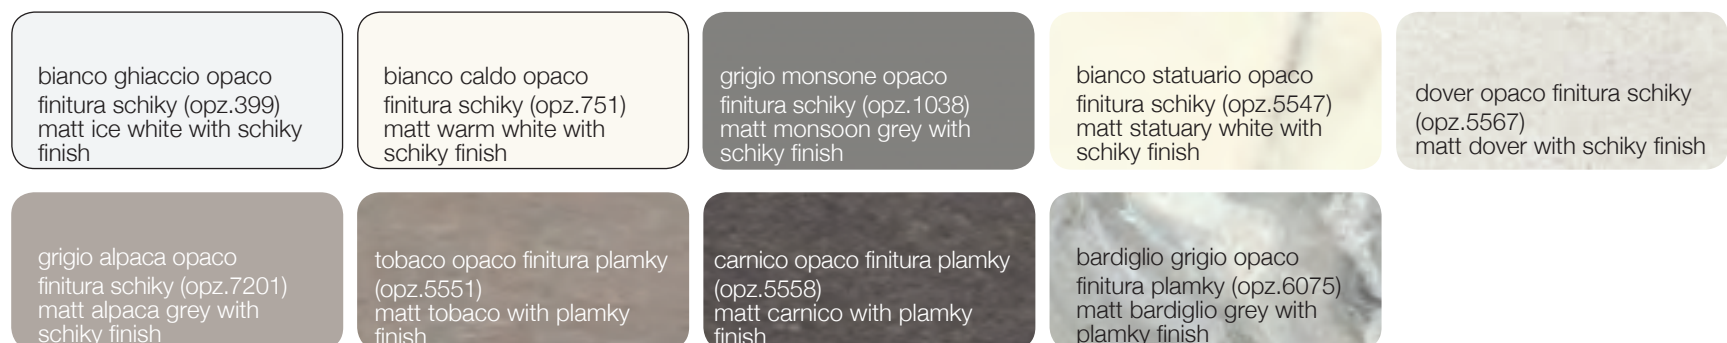 bianco ghiaccio opaco
finitura schiky (opz.399)
matt ice white with schiky
finish
bianco caldo opaco
finitura schiky (opz.751)
matt warm white with
schiky finish
grigio monsone opaco
finitura schiky (opz.1038)
matt monsoon grey with
schiky finish
bianco statuario opaco
finitura schiky (opz.5547)
matt statuary white with
schiky finish
dover opaco finitura schiky
(opz.5567)
matt dover with schiky finish
grigio alpaca opaco
finitura schiky (opz.7201)
matt alpaca grey with
schiky finish
tobaco opaco finitura plamky
(opz.5551)
matt tobaco with plamky
finish
carnico opaco finitura plamky
(opz.5558)
matt carnico with plamky
finish
bardiglio grigio opaco
finitura plamky (opz.6075)
matt bardiglio grey with
plamky finish